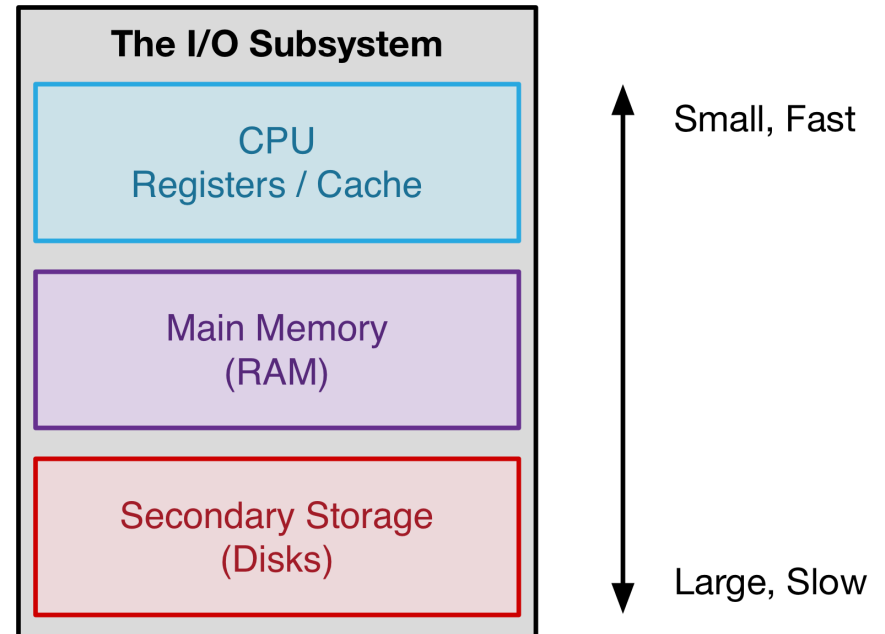 The I/O Subsystem
CPU
Registers / Cache
Main Memory
(RAM)
Secondary Storage
(Disks)
Small, Fast
Large, Slow